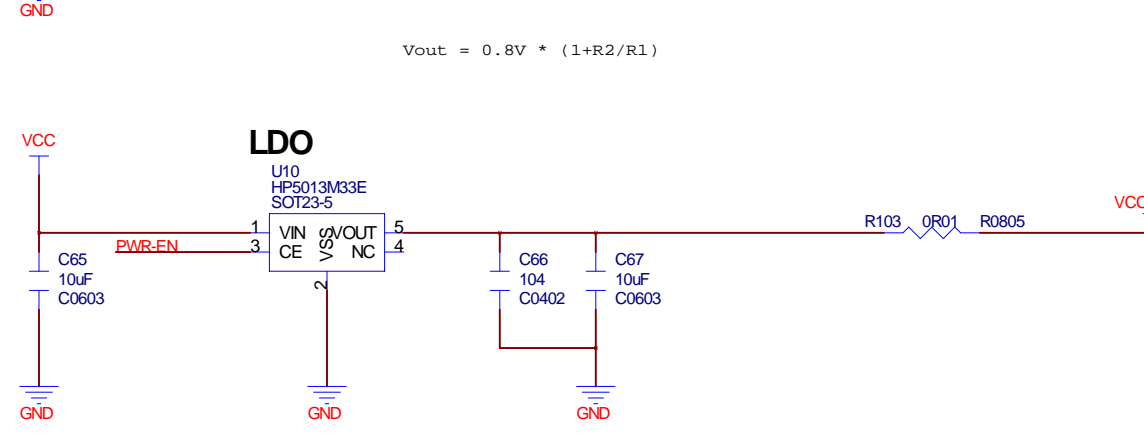 GND
Vout = 0.8V * (1+R2/R1)
VCC
LDO
U10
HP5013M33E
SOT23-5
1 VIN VSS VOUT 5
3 CE NC 4
2
PWR-EN
C65
10uF
C0603
C66
104
C0402
C67
10uF
C0603
R103 0R01 R0805
VCC
GND
GND
GND